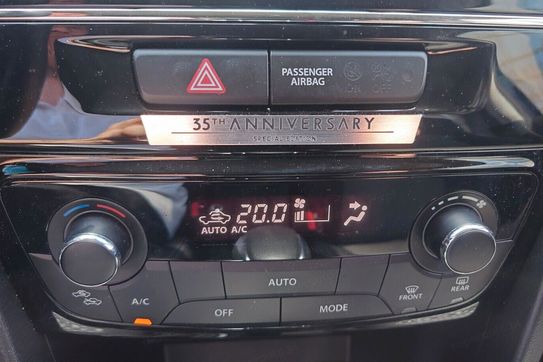 PASSENGER
AIRBAG
35TH ANNIVERSARY
SPECIAL EDITION
20.0
AUTO A/C
A/C
AUTO
OFF
MODE
FRONT
REAR